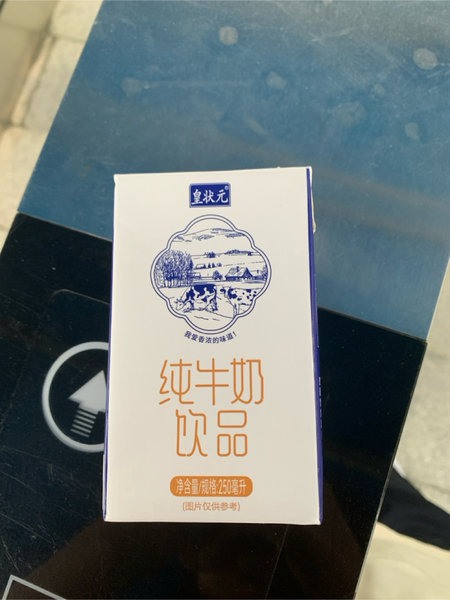 皇状元
我爱香浓的味道!
纯牛奶
饮品
净含量/规格:250毫升
(图片仅供参考)